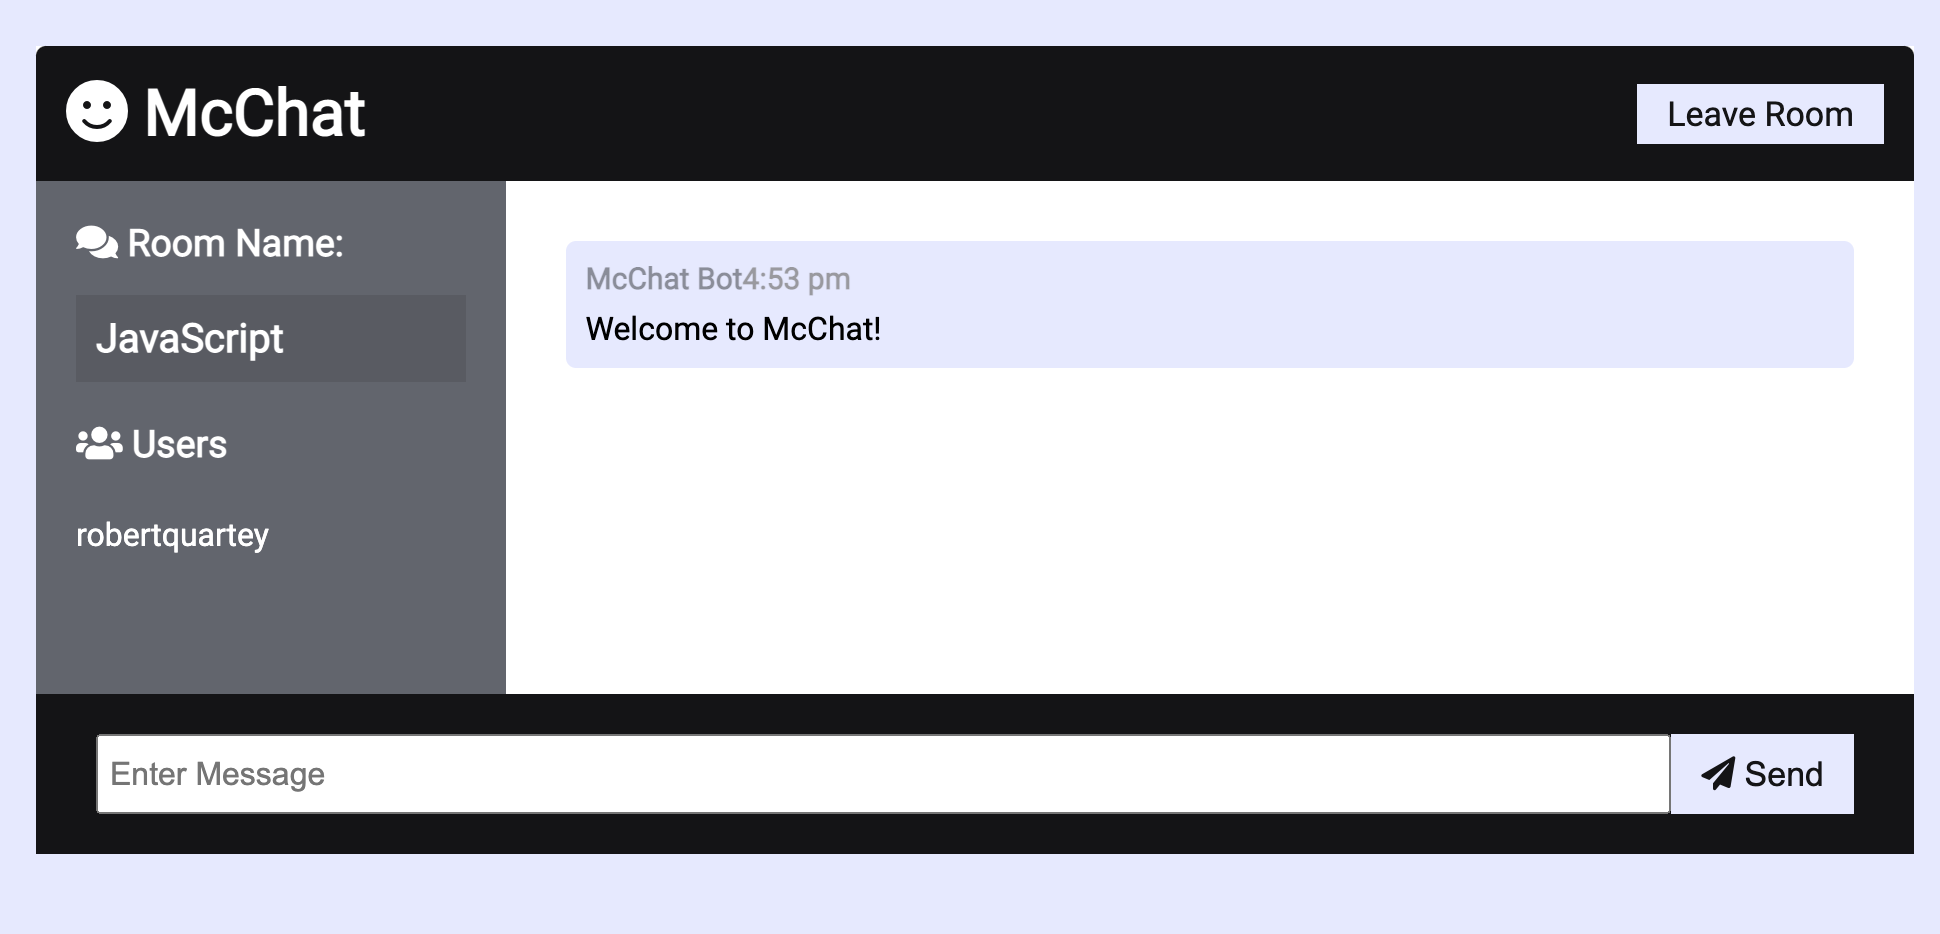 McChat
Leave Room
Room Name:
JavaScript
Users
robertquartey
McChat Bot4:53 pm
Welcome to McChat!
Enter Message
Send